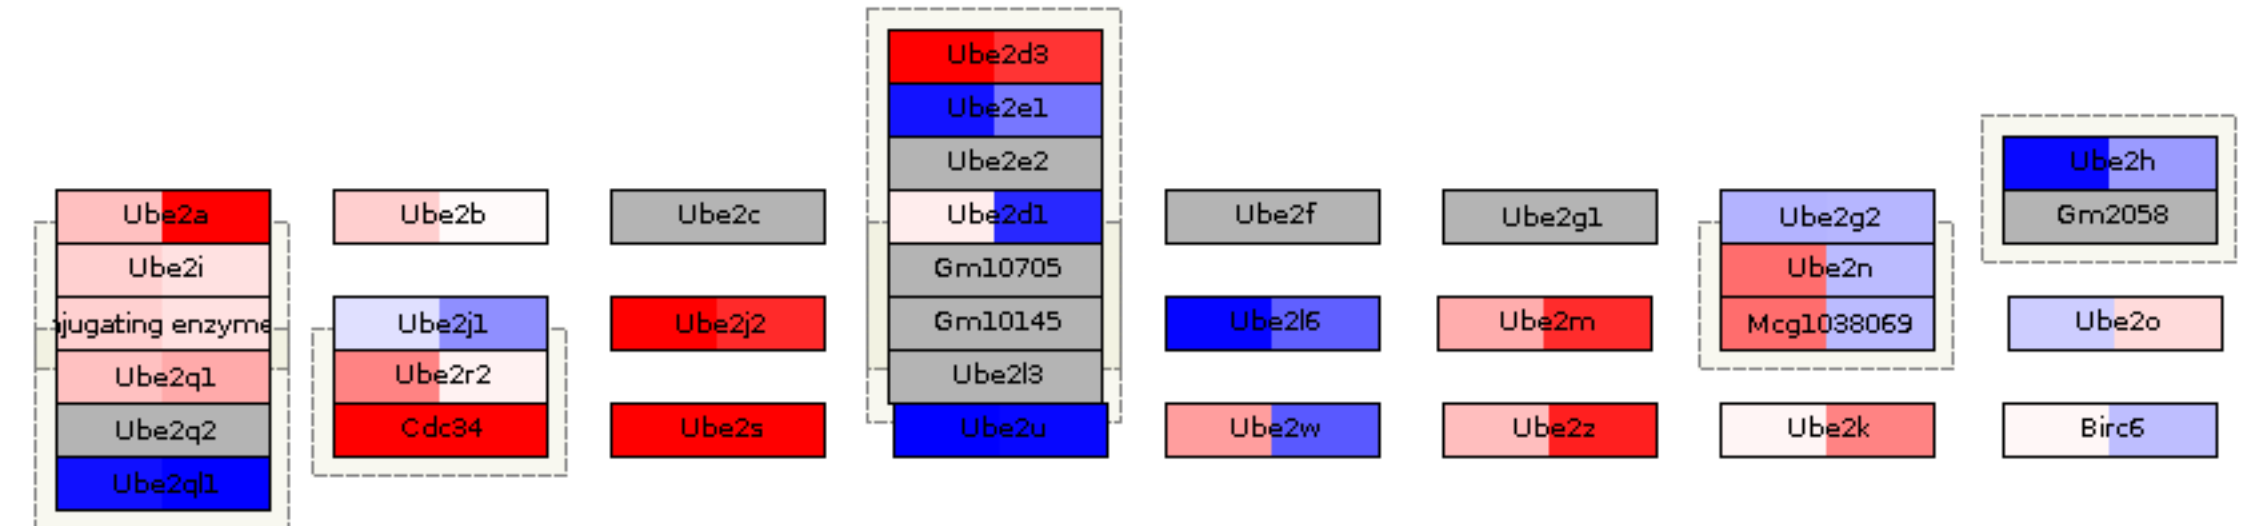 Ube2d3
Ube2e1
Ube2e2
Ube2h
Ube2a
Ube2b
Ube2c
Ube2d1
Ube2f
Ube2g1
Ube2g2
Gm2058
Ube2i
Gm10705
Ube2n
jugating enzyme
Ube2j1
Ube2j2
Gm10145
Ube2l6
Ube2m
Mcg1038069
Ube2o
Ube2q1
Ube2r2
Ube2l3
Ube2q2
Cdc34
Ube2s
Ube2u
Ube2w
Ube2z
Ube2k
Birc6
Ube2ql1